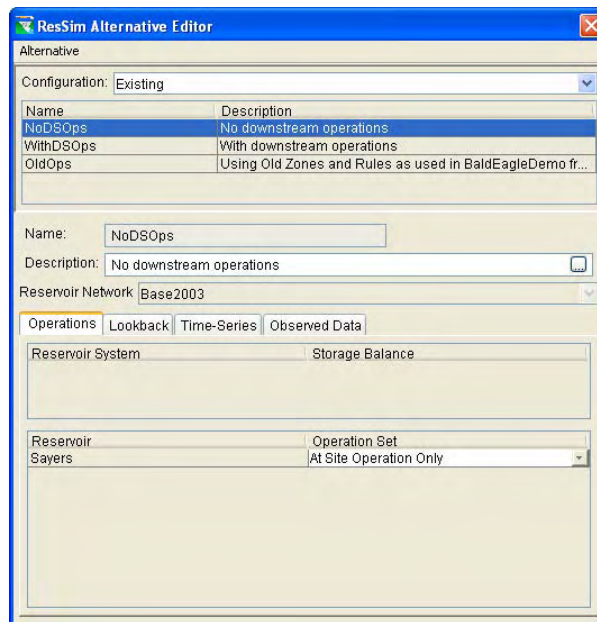 ResSim Alternative Editor
Alternative
Configuration: Existing
Name Description
NoDSOps No downstream operations
WithDSOps With downstream operations
OldOps Using Old Zones and Rules as used in BaldEagleDemo fr...
Name: NoDSOps
Description: No downstream operations ...
Reservoir Network Base2003
Operations Lookback Time-Series Observed Data
Reservoir System Storage Balance
Reservoir Operation Set
Sayers At Site Operation Only